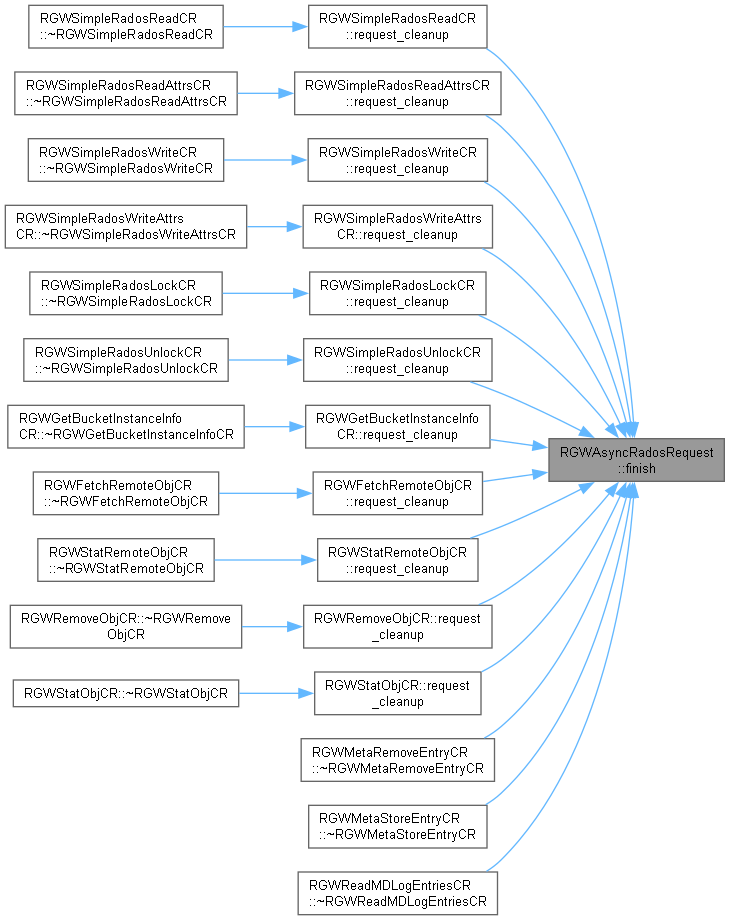 RGWSimpleRadosReadCR
::~RGWSimpleRadosReadCR
RGWSimpleRadosReadCR
::request_cleanup
RGWSimpleRadosReadAttrsCR
::~RGWSimpleRadosReadAttrsCR
RGWSimpleRadosReadAttrsCR
::request_cleanup
RGWSimpleRadosWriteCR
::~RGWSimpleRadosWriteCR
RGWSimpleRadosWriteCR
::request_cleanup
RGWSimpleRadosWriteAttrs
CR::~RGWSimpleRadosWriteAttrsCR
RGWSimpleRadosWriteAttrs
CR::request_cleanup
RGWSimpleRadosLockCR
::~RGWSimpleRadosLockCR
RGWSimpleRadosLockCR
::request_cleanup
RGWSimpleRadosUnlockCR
::~RGWSimpleRadosUnlockCR
RGWSimpleRadosUnlockCR
::request_cleanup
RGWGetBucketInstanceInfo
CR::~RGWGetBucketInstanceInfoCR
RGWGetBucketInstanceInfo
CR::request_cleanup
RGWAsyncRadosRequest
::finish
RGWFetchRemoteObjCR
::~RGWFetchRemoteObjCR
RGWFetchRemoteObjCR
::request_cleanup
RGWStatRemoteObjCR
::~RGWStatRemoteObjCR
RGWStatRemoteObjCR
::request_cleanup
RGWRemoveObjCR::~RGWRemove
ObjCR
RGWRemoveObjCR::request
_cleanup
RGWStatObjCR::~RGWStatObjCR
RGWStatObjCR::request
_cleanup
RGWMetaRemoveEntryCR
::~RGWMetaRemoveEntryCR
RGWMetaStoreEntryCR
::~RGWMetaStoreEntryCR
RGWReadMDLogEntriesCR
::~RGWReadMDLogEntriesCR